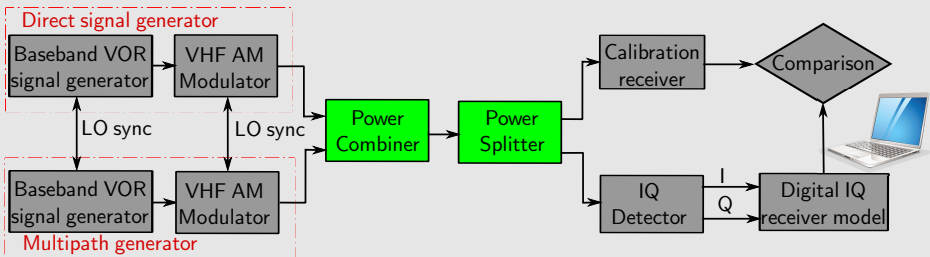 Direct signal generator
Baseband VOR
signal generator
VHF AM
Modulator
LO sync
LO sync
Baseband VOR
signal generator
VHF AM
Modulator
Multipath generator
Power
Combiner
Power
Splitter
Calibration
receiver
Comparison
IQ
Detector
I
Q
Digital IQ
receiver model